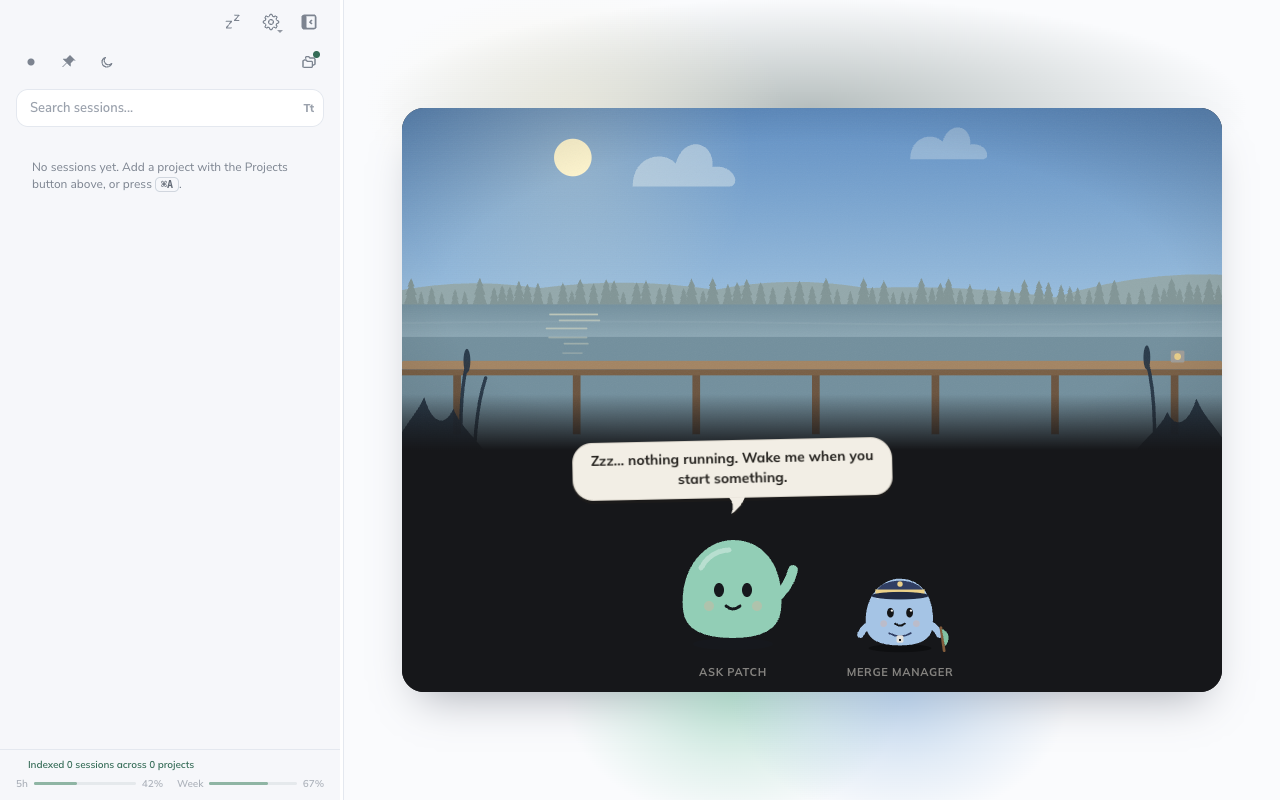 Search sessions...
Tt
No sessions yet. Add a project with the Projects
button above, or press ⌘A.
Zzz... nothing running. Wake me when you
start something.
ASK PATCH
MERGE MANAGER
Indexed 0 sessions across 0 projects
5h 42% Week 67%